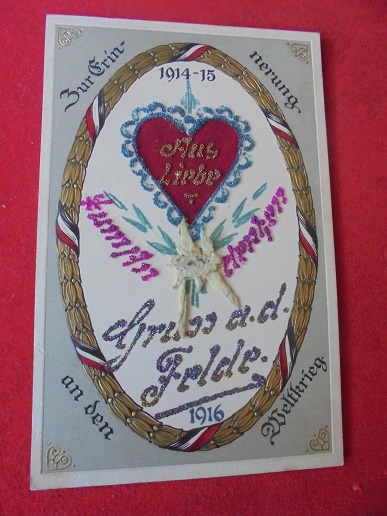 Zur Erin-
nerung
1914-15
Aus
Liebe
Gruss a.d.
Felde.
1916
an den
Weltkrieg